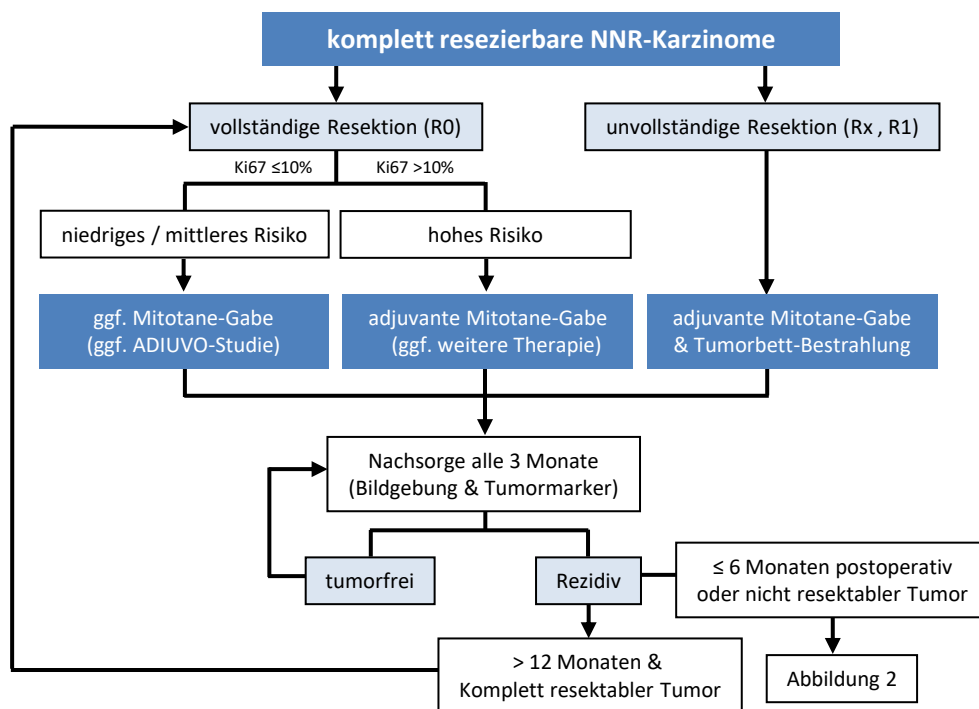 komplett resezierbare NNR-Karzinome
vollständige Resektion (R0)
unvollständige Resektion (Rx , R1)
Ki67 ≤10%
Ki67 >10%
niedriges / mittleres Risiko
hohes Risiko
ggf. Mitotane-Gabe
(ggf. ADIUVO-Studie)
adjuvante Mitotane-Gabe
(ggf. weitere Therapie)
adjuvante Mitotane-Gabe
& Tumorbett-Bestrahlung
Nachsorge alle 3 Monate
(Bildgebung & Tumormarker)
tumorfrei
Rezidiv
≤ 6 Monaten postoperativ
oder nicht resektabler Tumor
> 12 Monaten &
Komplett resektabler Tumor
Abbildung 2